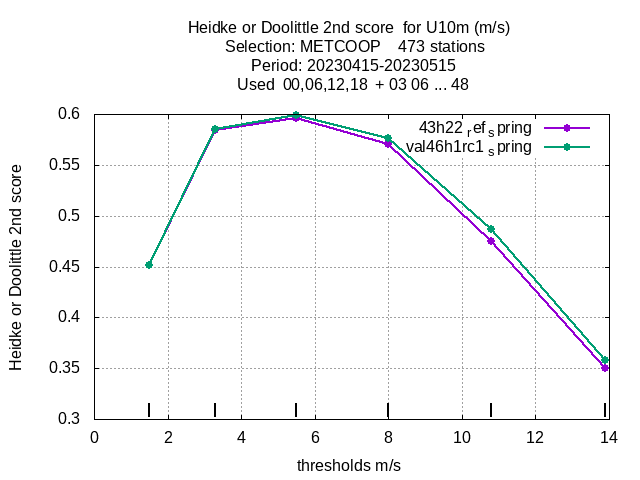 Heidke or Doolittle 2nd score  for U10m (m/s)
Selection: METCOOP    473 stations
Period: 20230415-20230515
Used  00,06,12,18  + 03 06 ... 48
43h22 ref spring
val46h1rc1 spring
Heidke or Doolittle 2nd score
0.6
0.55
0.5
0.45
0.4
0.35
0.3
0 2 4 6 8 10 12 14
thresholds m/s